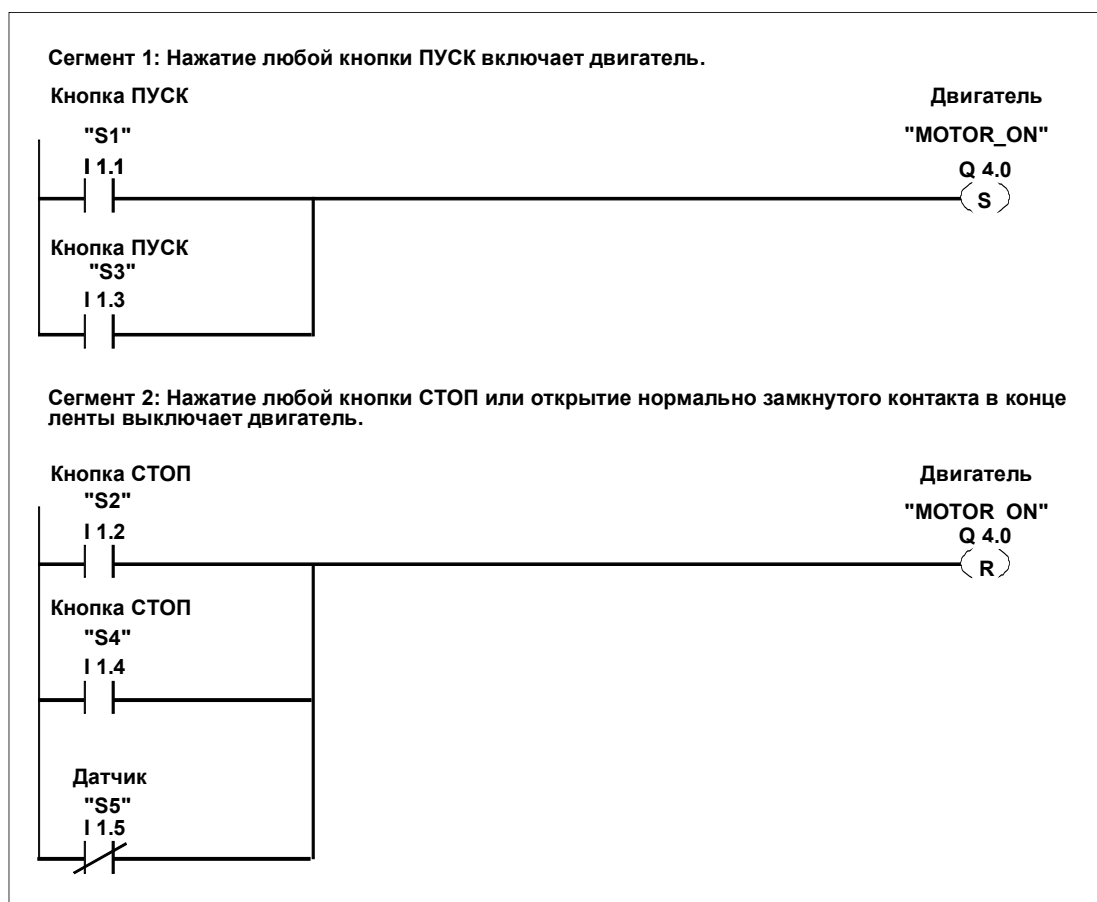 Сегмент 1: Нажатие любой кнопки ПУСК включает двигатель.
Кнопка ПУСК
Двигатель
"S1"
"MOTOR_ON"
I 1.1
Q 4.0
S
Кнопка ПУСК
"S3"
I 1.3
Сегмент 2: Нажатие любой кнопки СТОП или открытие нормально замкнутого контакта в конце
ленты выключает двигатель.
Кнопка СТОП
Двигатель
"S2"
"MOTOR ON"
I 1.2
Q 4.0
R
Кнопка СТОП
"S4"
I 1.4
Датчик
"S5"
I 1.5